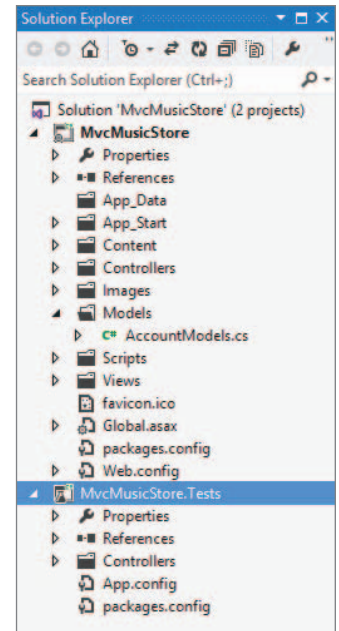 Solution Explorer
Search Solution Explorer (Ctrl+;)
Solution 'MvcMusicStore' (2 projects)
MvcMusicStore
Properties
References
App_Data
App_Start
Content
Controllers
Images
Models
C# AccountModels.cs
Scripts
Views
favicon.ico
Global.asax
packages.config
Web.config
MvcMusicStore.Tests
Properties
References
Controllers
App.config
packages.config